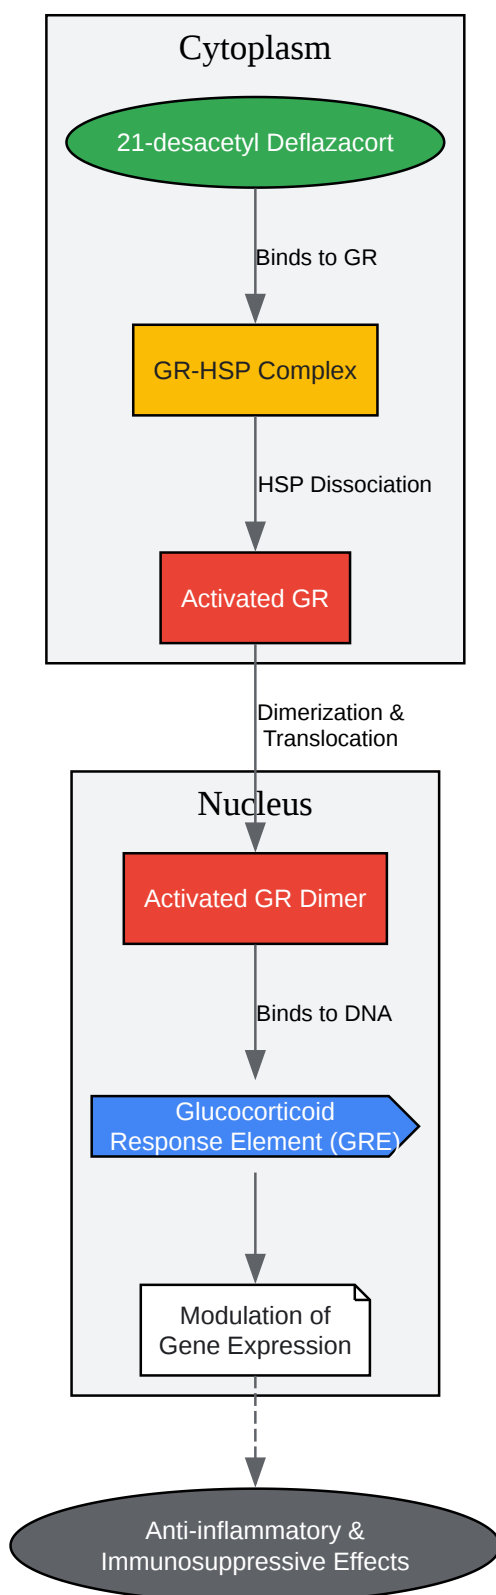 Cytoplasm
21-desacetyl Deflazacort
Binds to GR
GR-HSP Complex
HSP Dissociation
Activated GR
Dimerization &
Translocation
Nucleus
Activated GR Dimer
Binds to DNA
Glucocorticoid
Response Element (GRE)
Modulation of
Gene Expression
Anti-inflammatory &
Immunosuppressive Effects